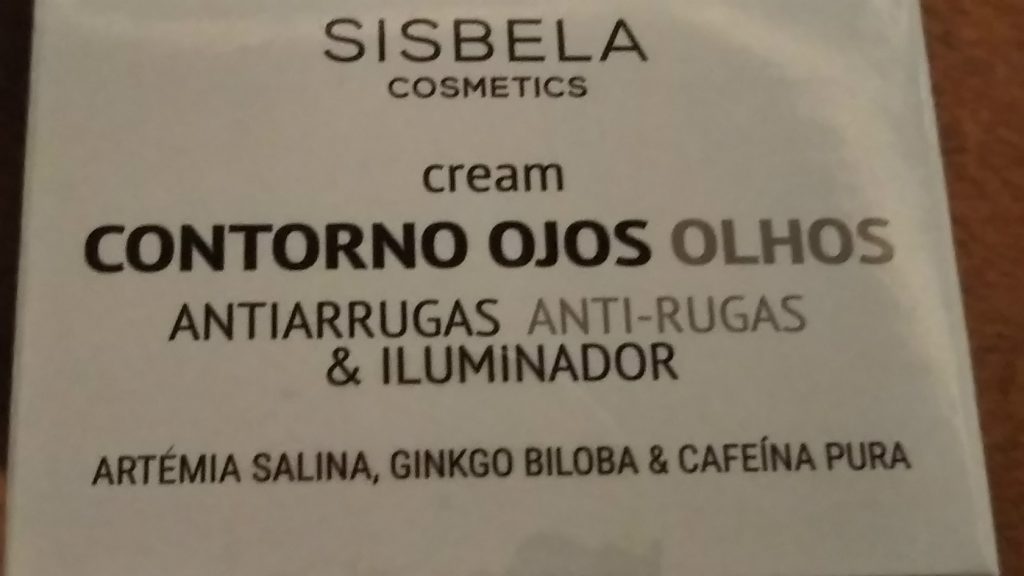 SISBELA
COSMETICS
cream
CONTORNO OJOS OLHOS
ANTIARRUGAS ANTI-RUGAS
& ILUMiNADOR
ARTÉMIA SALINA, GINKGO BILOBA & CAFEÍNA PURA